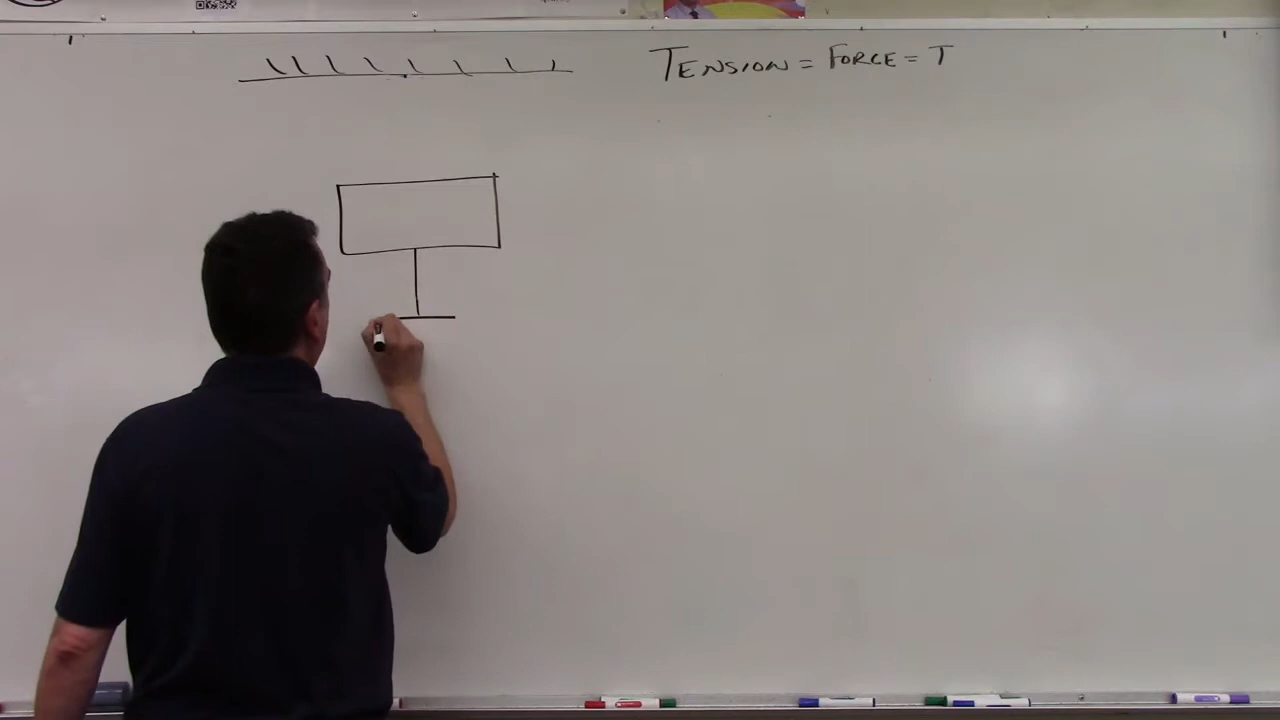 TENSION = FORCE = T